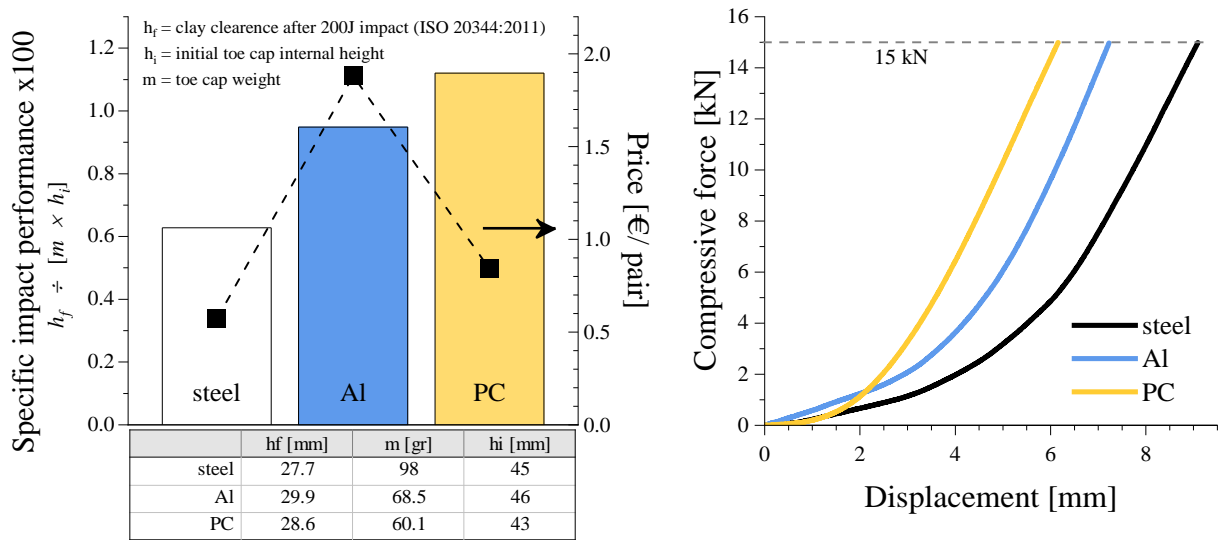 Specific impact performance x100
h_f ÷ [m × h_i]
1.2
1.0
0.8
0.6
0.4
0.2
0.0
h_f = clay clearence after 200J impact (ISO 20344:2011)
h_i = initial toe cap internal height
m = toe cap weight
steel
Al
PC
2.0
1.5
1.0
0.5
0.0
Price [€/ pair]
hf [mm] m [gr] hi [mm]
steel 27.7 98 45
Al 29.9 68.5 46
PC 28.6 60.1 43
Compressive force [kN]
16
14
12
10
8
6
4
2
0
15 kN
steel
Al
PC
0 2 4 6 8
Displacement [mm]